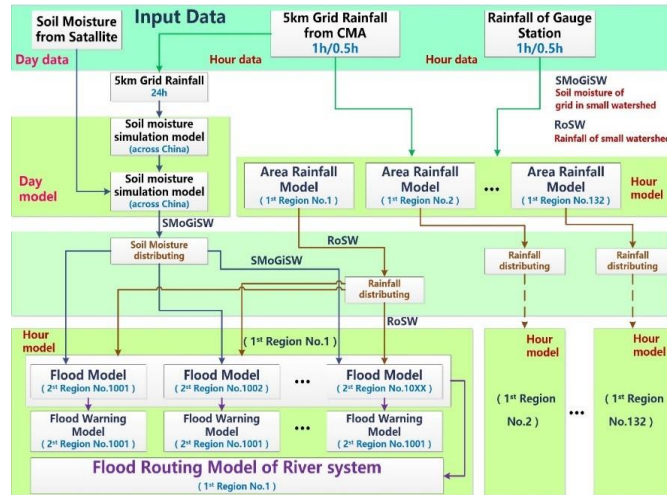 Input Data
Soil Moisture
from Satallite
5km Grid Rainfall
from CMA
1h/0.5h
Rainfall of Gauge
Station
1h/0.5h
Day data
Hour data
Hour data
5km Grid Rainfall
24h
SMoGiSW
Soil moisture of
grid in small watershed
RoSW
Rainfall of small watershed
Soil moisture
simulation model
(across China)
Day
model
Soil moisture
simulation model
(across China)
Area Rainfall
Model
( 1st Region No.1 )
Area Rainfall
Model
( 1st Region No.2 )
...
Area Rainfall
Model
( 1st Region No.132 )
Hour
model
SMoGiSW
Soil Moisture
distributing
RoSW
SMoGiSW
Rainfall
distributing
Rainfall
distributing
Rainfall
distributing
RoSW
Hour
model
( 1st Region No.1 )
Hour
model
Hour
model
Flood Model
( 2st Region No.1001 )
Flood Model
( 2st Region No.1002 )
...
Flood Model
( 2st Region No.10XX )
Flood Warning
Model
( 2st Region No.1001 )
Flood Warning
Model
( 2st Region No.1001 )
...
Flood Warning
Model
( 2st Region No.1001 )
( 1st Region
No.2 )
...
( 1st Region
No.132 )
Flood Routing Model of River system
( 1st Region No.1 )